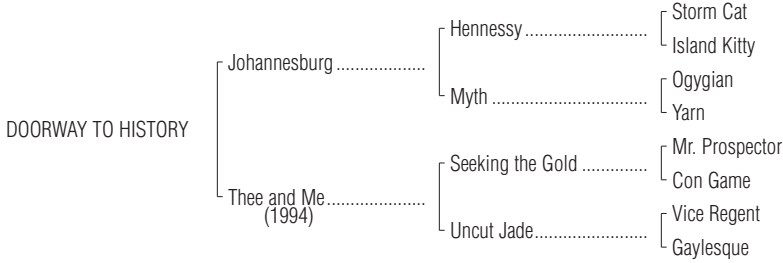 Storm Cat
Hennessy ........................
Island Kitty
Johannesburg ...................
Ogygian
Myth ................................
Yarn
DOORWAY TO HISTORY
Mr. Prospector
Seeking the Gold ..............
Con Game
Thee and Me.....................
(1994)
Vice Regent
Uncut Jade........................
Gaylesque